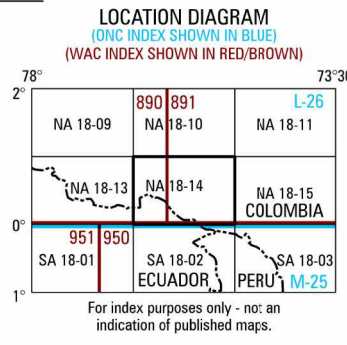 LOCATION DIAGRAM
(ONC INDEX SHOWN IN BLUE)
(WAC INDEX SHOWN IN RED/BROWN)
78° 73°30
2° 890 891 L-26
NA 18-09 NA 18-10 NA 18-11
NA 18-13 NA 18-14 NA 18-15
COLOMBIA
0°
951 950
SA 18-01 SA 18-02 SA 18-03
ECUADOR PERU M-25
1°
For index purposes only - not an
indication of published maps.